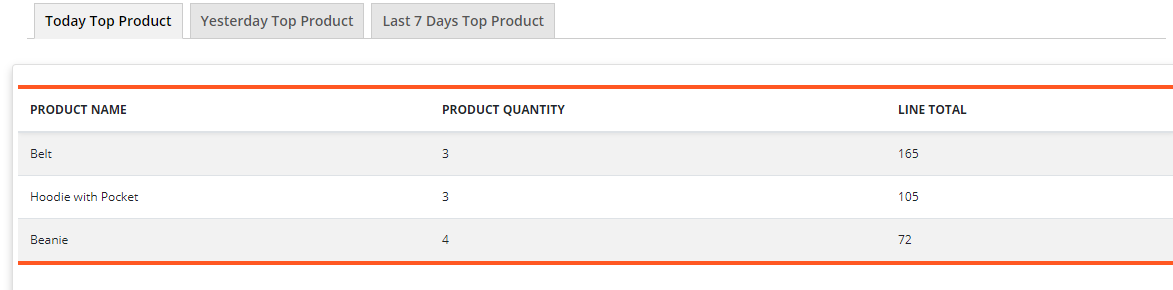 Today Top Product Yesterday Top Product Last 7 Days Top Product
PRODUCT NAME PRODUCT QUANTITY LINE TOTAL
Belt 3 165
Hoodie with Pocket 3 105
Beanie 4 72